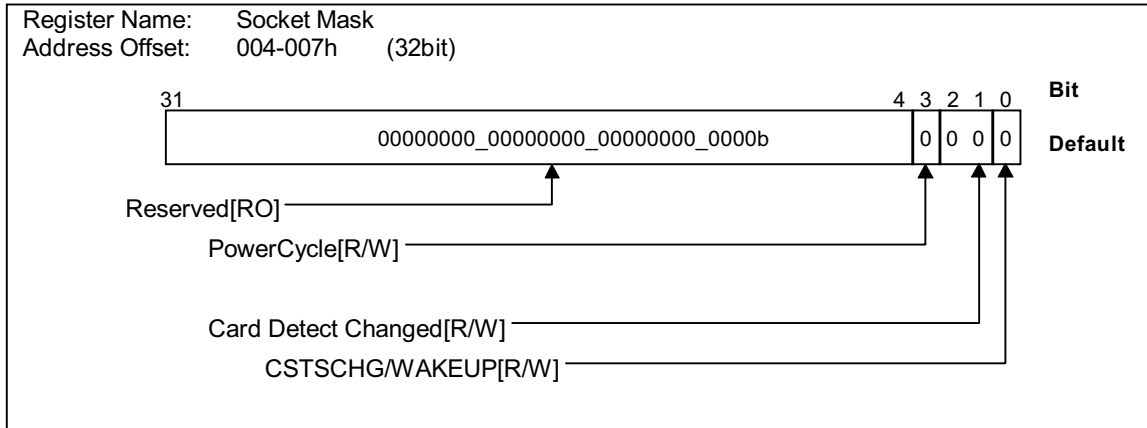 Register Name: Socket Mask
Address Offset: 004-007h (32bit)
31 4 3 2 1 0 Bit
00000000_00000000_00000000_0000b 0 0 0 0 Default
Reserved[RO]
PowerCycle[R/W]
Card Detect Changed[R/W]
CSTSCHG/WAKEUP[R/W]